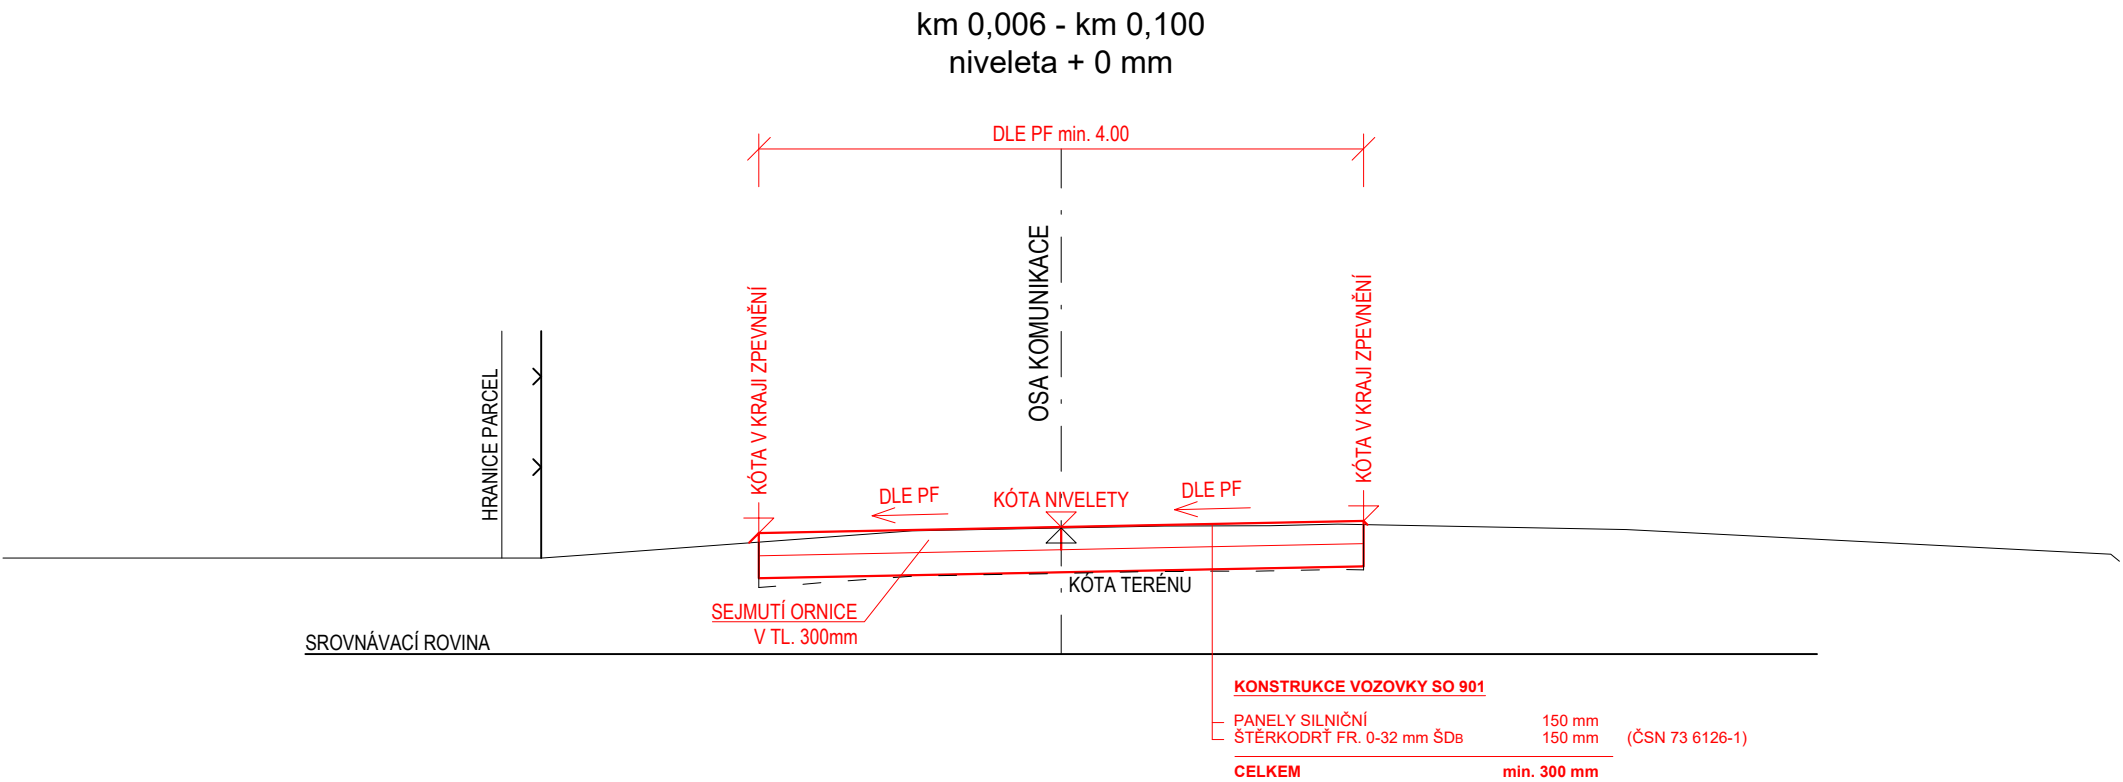 km 0,006 - km 0,100
niveleta + 0 mm
DLE PF min. 4.00
OSA KOMUNIKACE
KÓTA V KRAJI ZPEVNĚNÍ
KÓTA V KRAJI ZPEVNĚNÍ
HRANICE PARCEL
DLE PF
KÓTA NIVELETY
DLE PF
KÓTA TERÉNU
SEJMUTÍ ORNICE
V TL. 300mm
SROVNÁVACÍ ROVINA
KONSTRUKCE VOZOVKY SO 901
PANELY SILNIČNÍ 150 mm
ŠTĚRKODRŤ FR. 0-32 mm ŠDB 150 mm (ČSN 73 6126-1)
CELKEM min. 300 mm